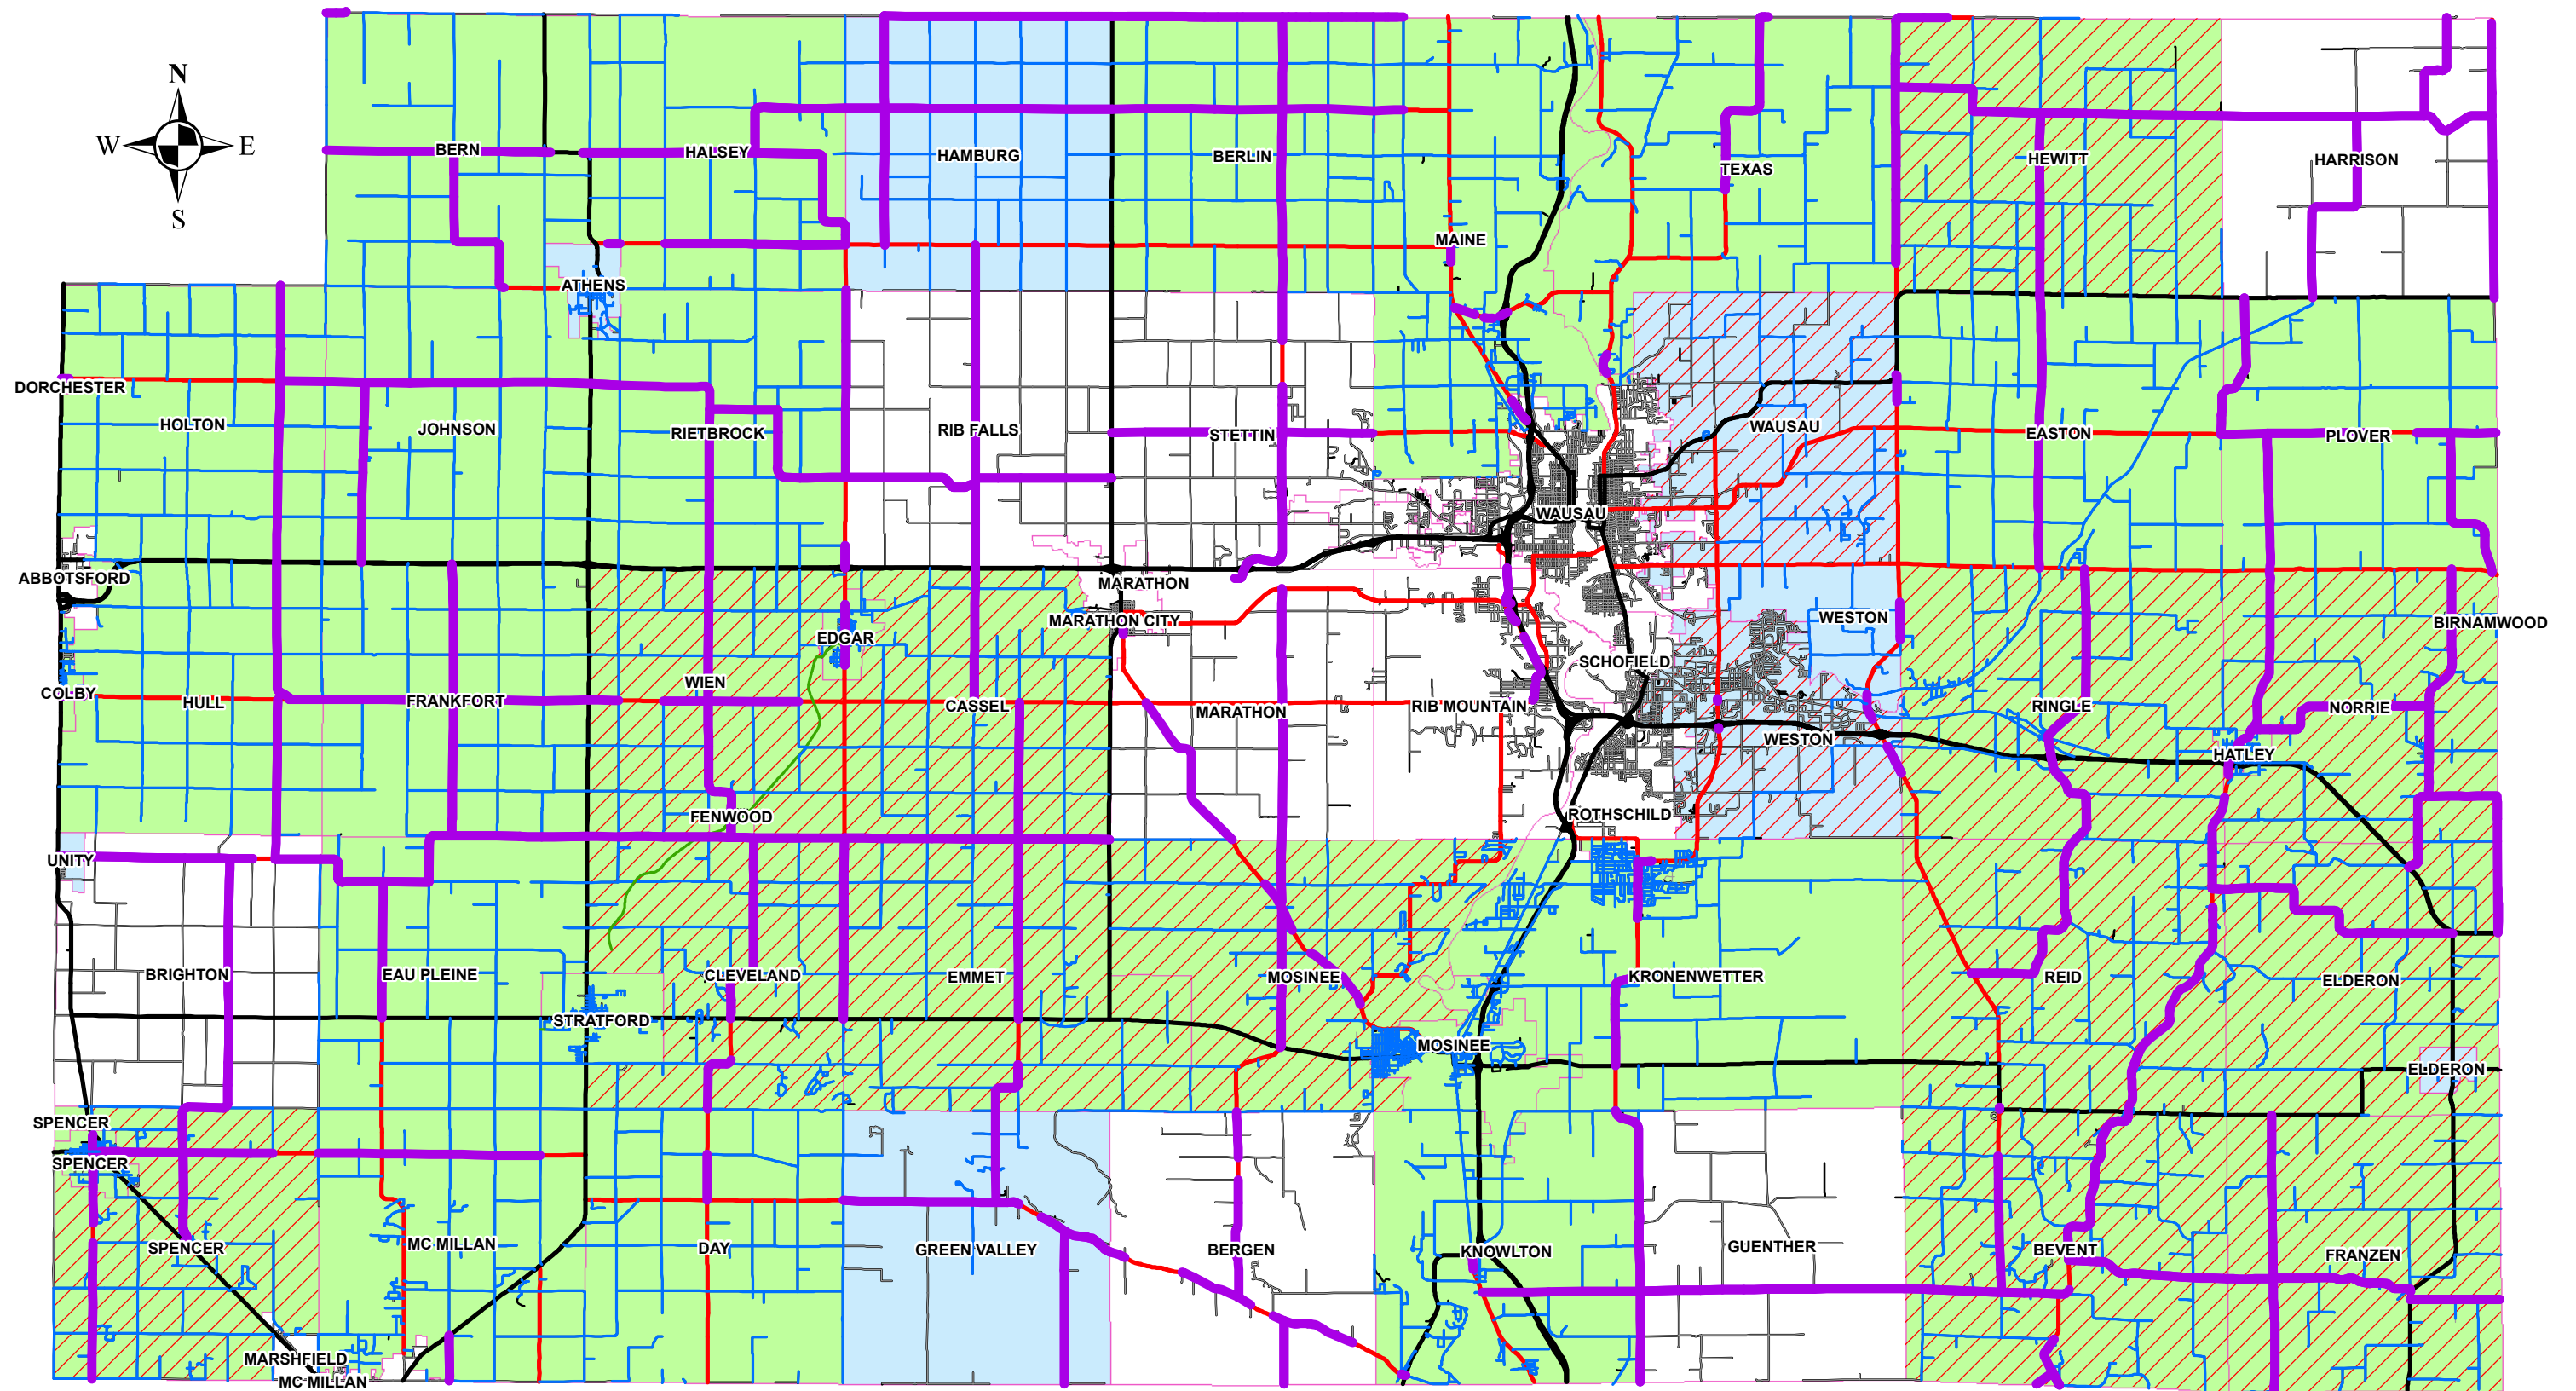 N
W E
S
BERN
HALSEY
HAMBURG
BERLIN
TEXAS
HEWITT
HARRISON
MAINE
ATHENS
DORCHESTER
HOLTON
JOHNSON
RIETBROCK
RIB FALLS
STETTIN
WAUSAU
EASTON
PLOVER
WAUSAU
ABBOTSFORD
MARATHON
MARATHON CITY
WESTON
BIRNAMWOOD
EDGAR
SCHOFIELD
COLBY
HULL
FRANKFORT
WIEN
CASSEL
MARATHON
RIB MOUNTAIN
RINGLE
NORRIE
WESTON
HATLEY
FENWOOD
ROTHSCHILD
UNITY
BRIGHTON
EAU PLEINE
CLEVELAND
EMMET
MOSINEE
KRONENWETTER
REID
ELDERON
STRATFORD
MOSINEE
ELDERON
SPENCER
SPENCER
SPENCER
MC MILLAN
DAY
GREEN VALLEY
BERGEN
KNOWLTON
GUENTHER
BEVENT
FRANZEN
MARSHFIELD
MC MILLAN